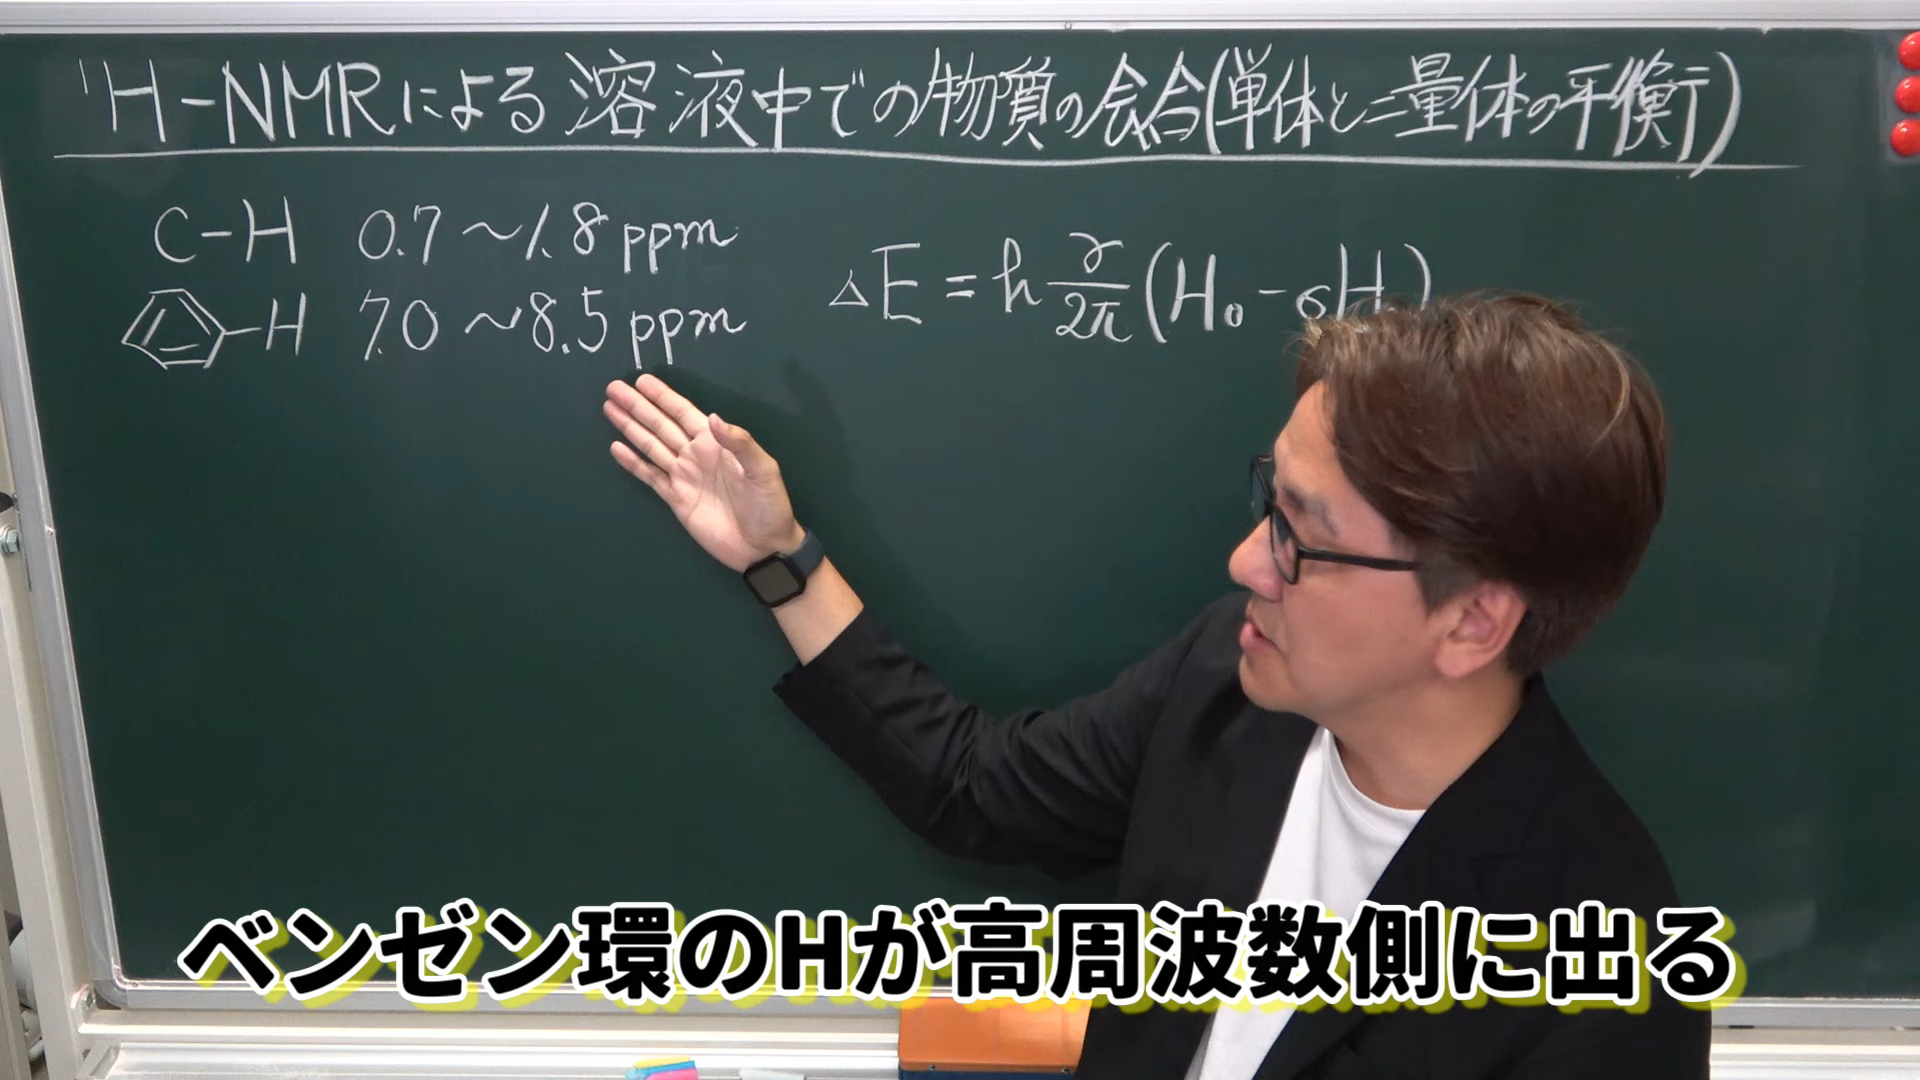 ¹H-NMRによる溶液中での物質の会合(単体と二量体の平衡)
C-H 0.7～1.8 ppm
-H 7.0～8.5 ppm
ΔE = h γ/2π (H₀ - σH₀)
ベンゼン環のHが高周波数側に出る